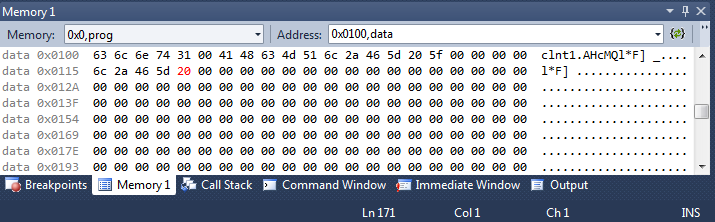 Memory 1
Memory: 0x0,prog Address: 0x0100,data
data 0x0100 63 6c 6e 74 31 00 41 48 63 4d 51 6c 2a 46 5d 20 5f 00 00 00 00 clnt1.AHcMQl*F] _....
data 0x0115 6c 2a 46 5d 20 00 00 00 00 00 00 00 00 00 00 00 00 00 00 00 00 l*F] ................
data 0x012A 00 00 00 00 00 00 00 00 00 00 00 00 00 00 00 00 00 00 00 00 00 .....................
data 0x013F 00 00 00 00 00 00 00 00 00 00 00 00 00 00 00 00 00 00 00 00 00 .....................
data 0x0154 00 00 00 00 00 00 00 00 00 00 00 00 00 00 00 00 00 00 00 00 00 .....................
data 0x0169 00 00 00 00 00 00 00 00 00 00 00 00 00 00 00 00 00 00 00 00 00 .....................
data 0x017E 00 00 00 00 00 00 00 00 00 00 00 00 00 00 00 00 00 00 00 00 00 .....................
data 0x0193 00 00 00 00 00 00 00 00 00 00 00 00 00 00 00 00 00 00 00 00 00 .....................
Breakpoints Memory 1 Call Stack Command Window Immediate Window Output
Ln 171 Col 1 Ch 1 INS